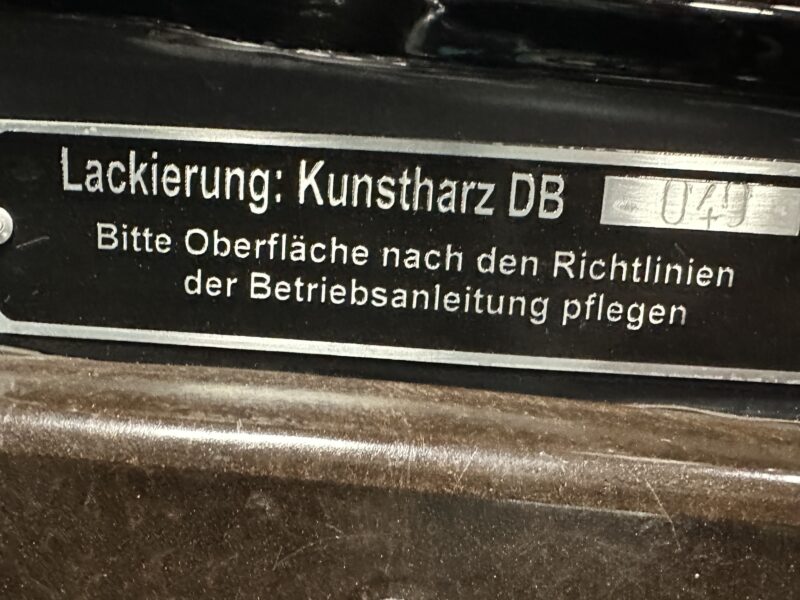 Lackierung: Kunstharz DB 049
Bitte Oberfläche nach den Richtlinien
der Betriebsanleitung pflegen